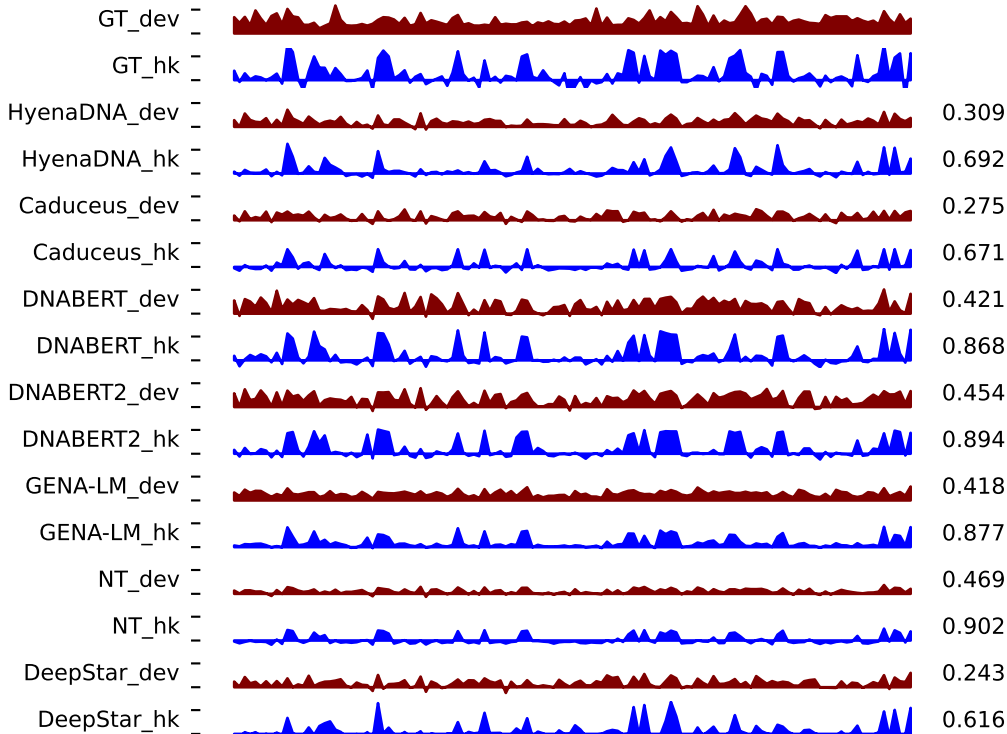 GT_dev
GT_hk
HyenaDNA_dev 0.309
HyenaDNA_hk 0.692
Caduceus_dev 0.275
Caduceus_hk 0.671
DNABERT_dev 0.421
DNABERT_hk 0.868
DNABERT2_dev 0.454
DNABERT2_hk 0.894
GENA-LM_dev 0.418
GENA-LM_hk 0.877
NT_dev 0.469
NT_hk 0.902
DeepStar_dev 0.243
DeepStar_hk 0.616